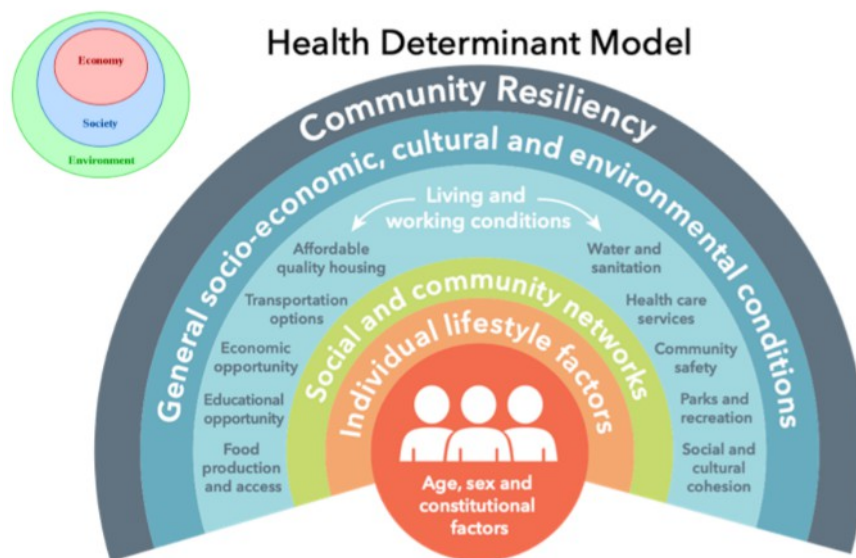 Economy
Society
Environment
Health Determinant Model
Community Resiliency
General socio-economic, cultural and environmental conditions
Living and
working conditions
Affordable
quality housing
Transportation
options
Economic
opportunity
Educational
opportunity
Food
production
and access
Water and
sanitation
Health care
services
Community
safety
Parks and
recreation
Social and
cultural
cohesion
Social and community networks
Individual lifestyle factors
Age, sex and
constitutional
factors